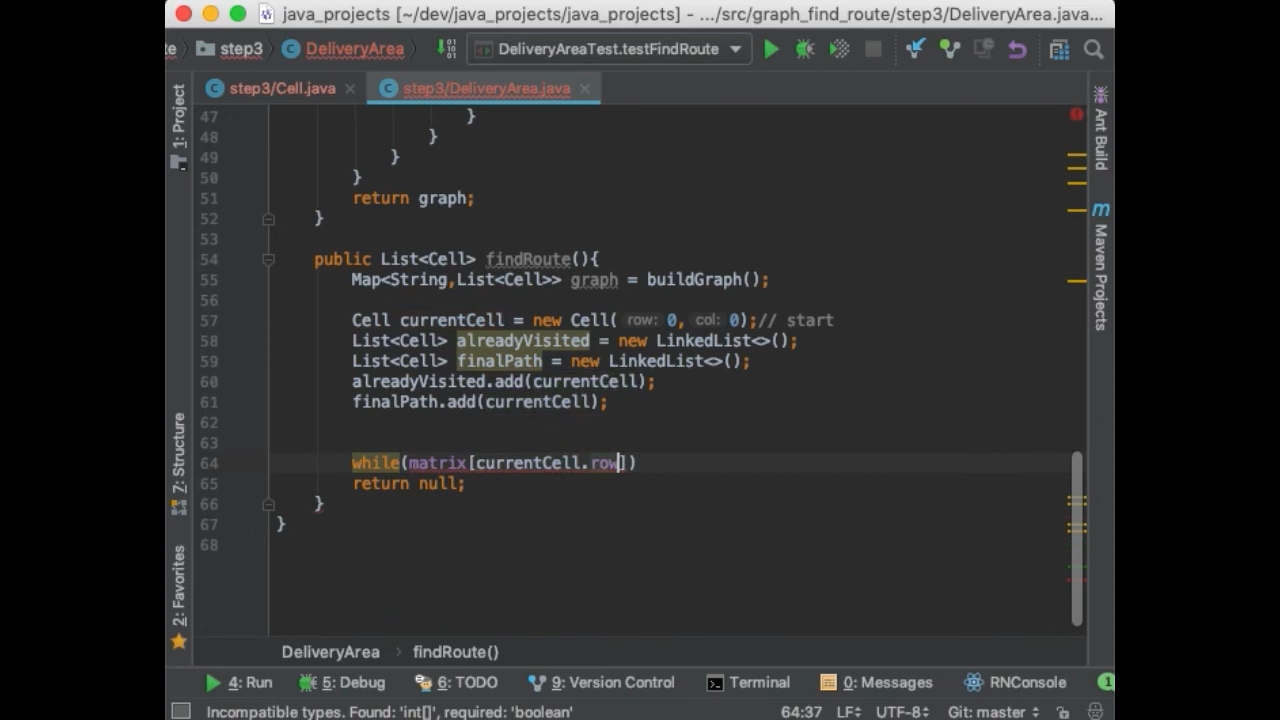 java_projects [~/dev/java_projects/java_projects] - .../src/graph_find_route/step3/DeliveryArea.java...
te step3 DeliveryArea DeliveryAreaTest.testFindRoute
step3/Cell.java step3/DeliveryArea.java
1: Project
7: Structure
2: Favorites
47 }
48 }
49 }
50 }
51 return graph;
52 }
53
54 public List<Cell> findRoute(){
55 Map<String,List<Cell>> graph = buildGraph();
56
57 Cell currentCell = new Cell( row: 0, col: 0);// start
58 List<Cell> alreadyVisited = new LinkedList<>();
59 List<Cell> finalPath = new LinkedList<>();
60 alreadyVisited.add(currentCell);
61 finalPath.add(currentCell);
62
63
64 while(matrix[currentCell.row])
65 return null;
66 }
67 }
68
Ant Build
m Maven Projects
DeliveryArea › findRoute()
4: Run 5: Debug 6: TODO 9: Version Control Terminal 0: Messages RNConsole 1
Incompatible types. Found: 'int[]', required: 'boolean' 64:37 LF UTF-8 Git: master